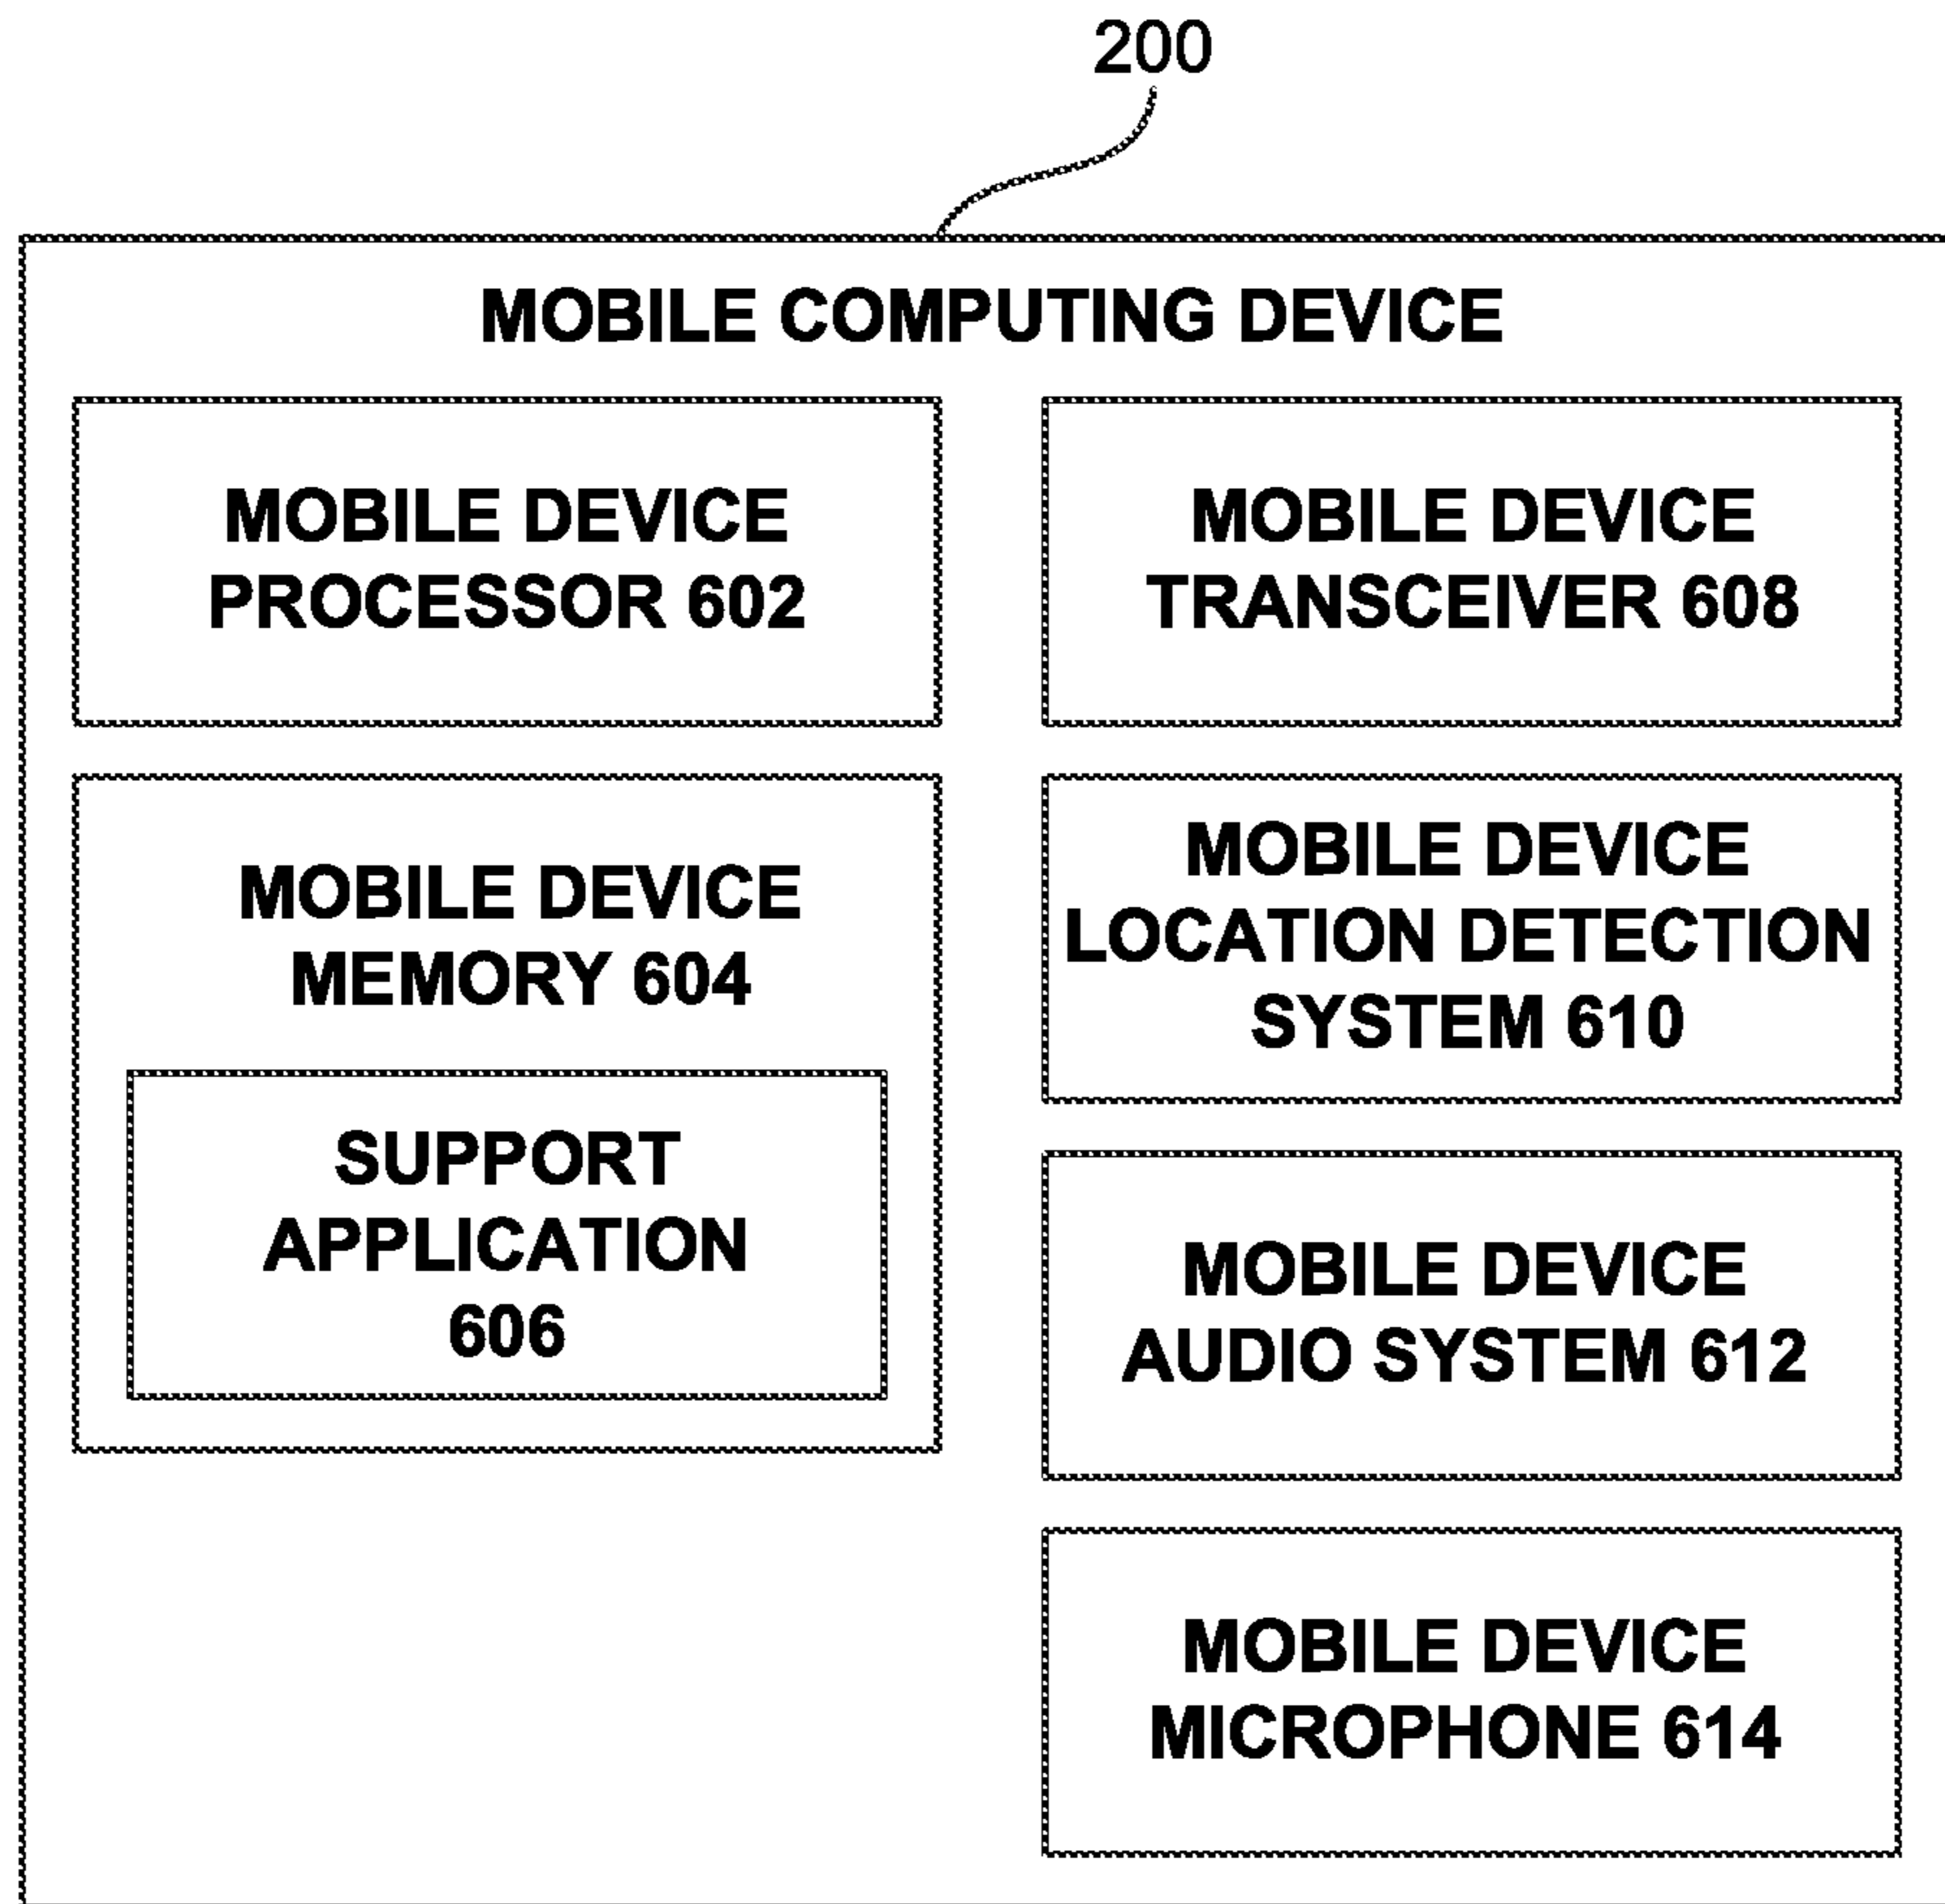 200
MOBILE COMPUTING DEVICE
MOBILE DEVICE
PROCESSOR 602
MOBILE DEVICE
MEMORY 604
SUPPORT
APPLICATION
606
MOBILE DEVICE
TRANSCEIVER 608
MOBILE DEVICE
LOCATION DETECTION
SYSTEM 610
MOBILE DEVICE
AUDIO SYSTEM 612
MOBILE DEVICE
MICROPHONE 614